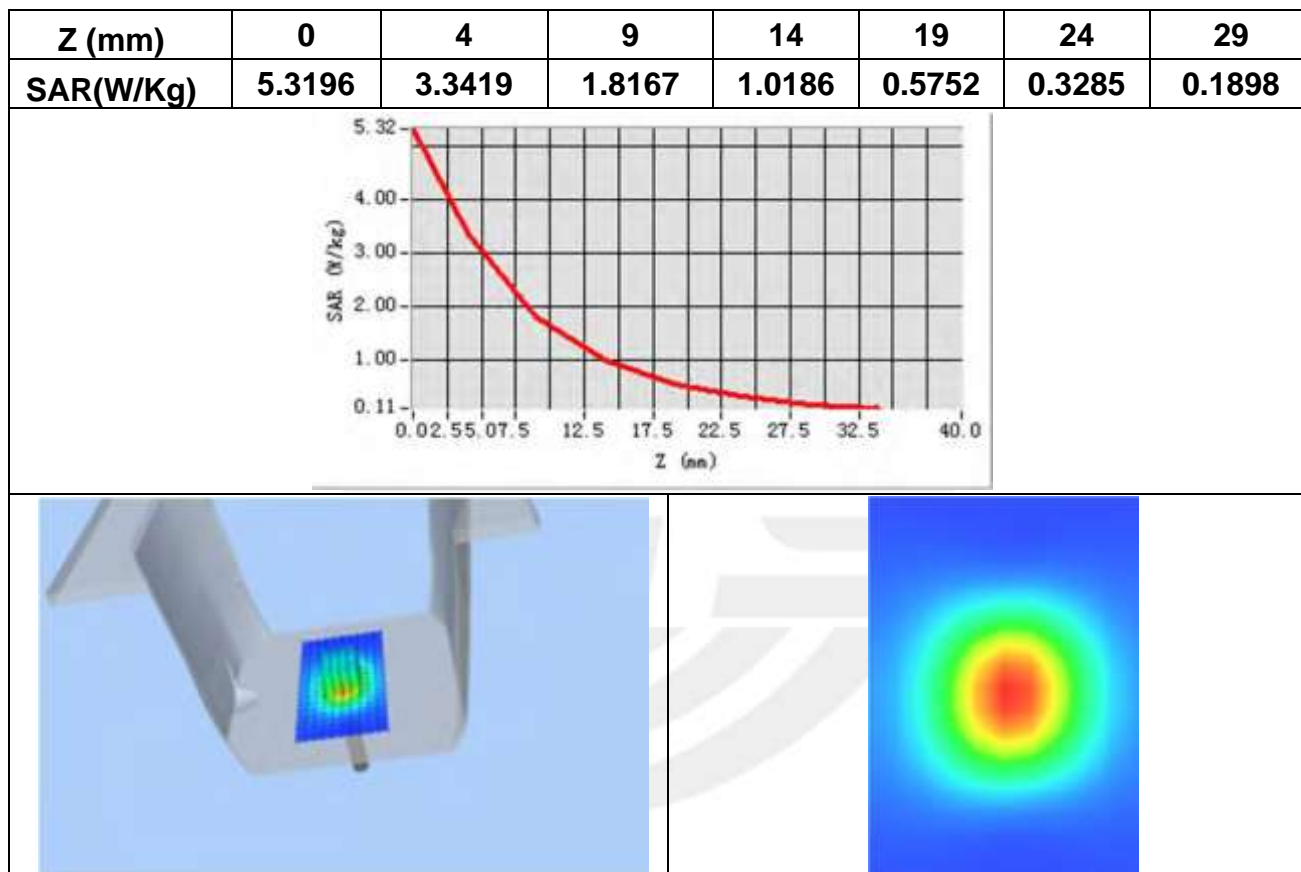 Z (mm) 0 4 9 14 19 24 29
SAR(W/Kg) 5.3196 3.3419 1.8167 1.0186 0.5752 0.3285 0.1898
5.32
4.00
3.00
2.00
1.00
0.11
SAR (W/kg)
0.0 2.5 5.0 7.5 12.5 17.5 22.5 27.5 32.5 40.0
Z (mm)